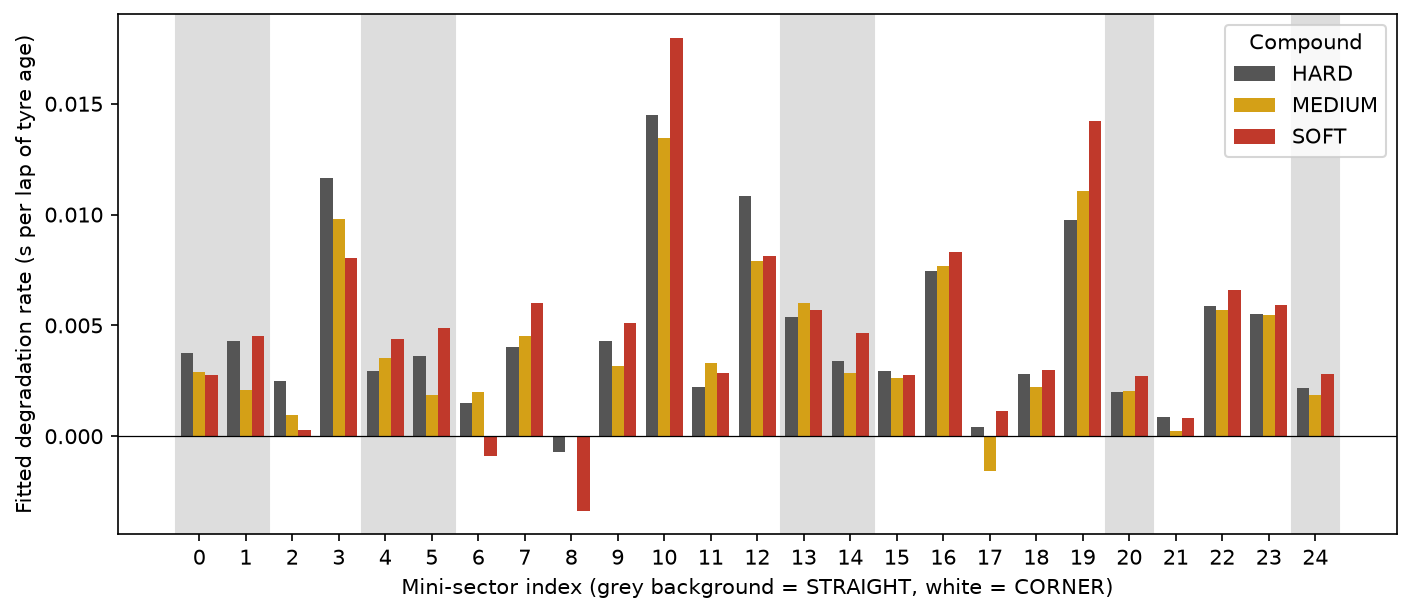 Fitted degradation rate (s per lap of tyre age)
0.015
0.010
0.005
0.000
Compound
HARD
MEDIUM
SOFT
0 1 2 3 4 5 6 7 8 9 10 11 12 13 14 15 16 17 18 19 20 21 22 23 24
Mini-sector index (grey background = STRAIGHT, white = CORNER)